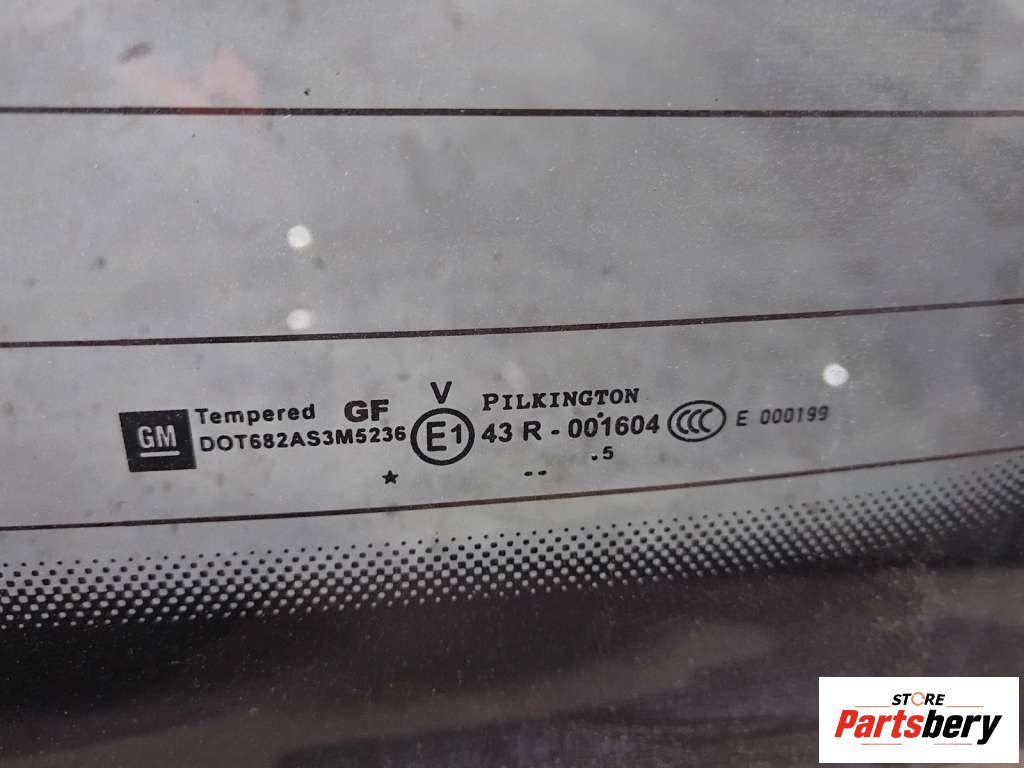 V
GM Tempered GF PILKINGTON
DOT682AS3M5236 E1 43 R - 001604 CCC E 000199
★ -- .5
STORE
Partsbery